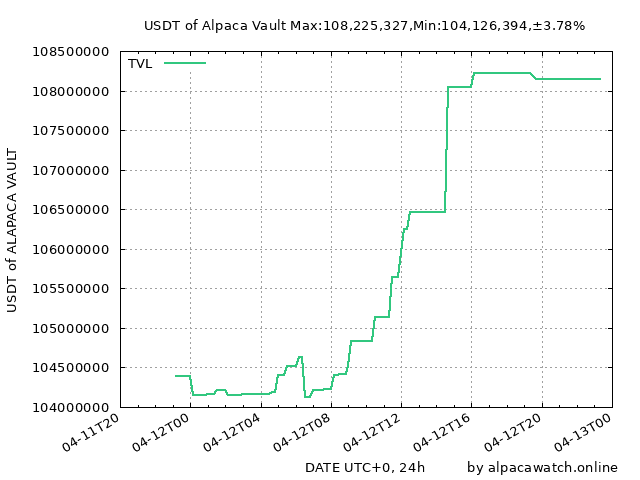 USDT of Alpaca Vault Max:108,225,327,Min:104,126,394,±3.78%
TVL
108500000
108000000
107500000
107000000
106500000
106000000
105500000
105000000
104500000
104000000
USDT of ALAPACA VAULT
04-11T20
04-12T00
04-12T04
04-12T08
04-12T12
04-12T16
04-12T20
04-13T00
DATE UTC+0, 24h
by alpacawatch.online